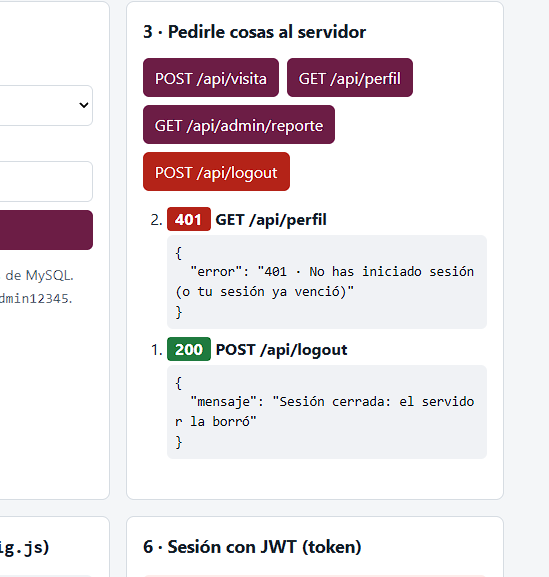 3 · Pedirle cosas al servidor
POST /api/visita
GET /api/perfil
GET /api/admin/reporte
POST /api/logout
2. 401 GET /api/perfil
{
"error": "401 · No has iniciado sesión
(o tu sesión ya venció)"
}
1. 200 POST /api/logout
{
"mensaje": "Sesión cerrada: el servido
r la borró"
}
de MySQL.
dmin12345.
ig.js)
6 · Sesión con JWT (token)